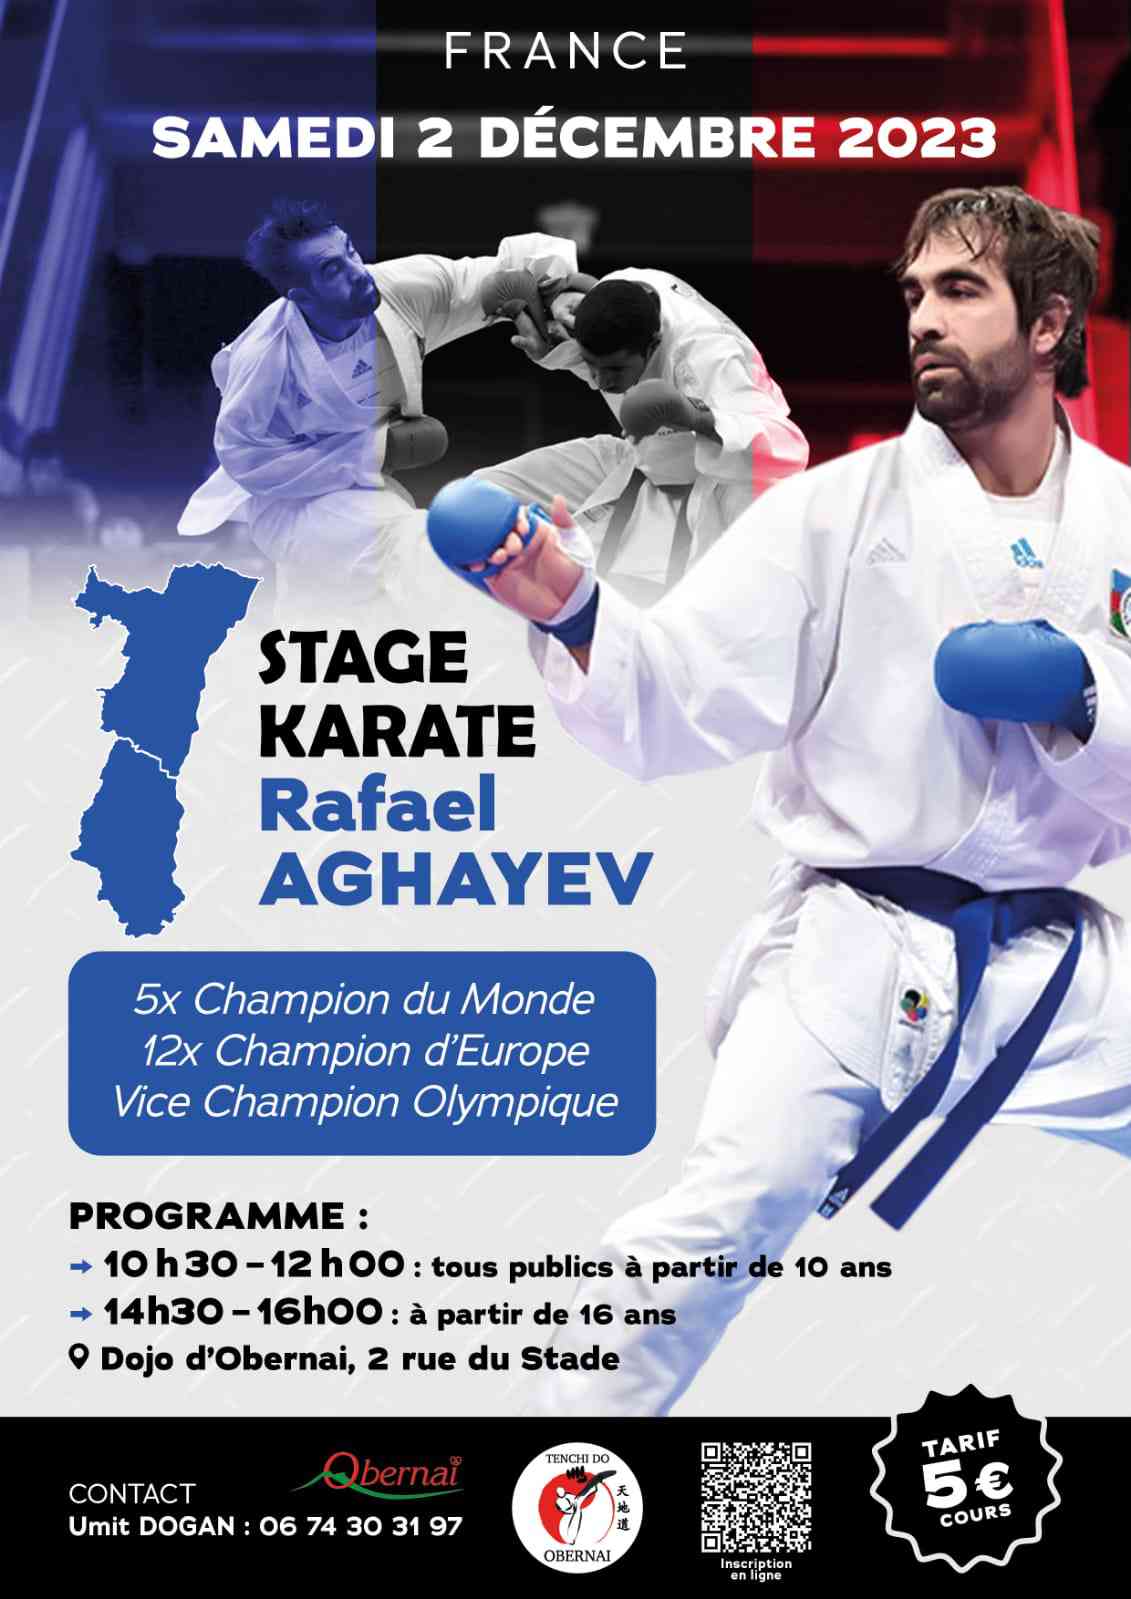 FRANCE
SAMEDI 2 DÉCEMBRE 2023
adidas
STAGE
KARATE
Rafael
AGHAYEV
5x Champion du Monde
12x Champion d'Europe
Vice Champion Olympique
PROGRAMME :
➞ 10 h 30 – 12 h 00 : tous publics à partir de 10 ans
➞ 14h30 – 16h00 : à partir de 16 ans
Dojo d'Obernai, 2 rue du Stade
CONTACT
Umit DOGAN : 06 74 30 31 97
Obernai
TENCHI DO
天地道
OBERNAI
Inscription
en ligne
TARIF
5 €
COURS